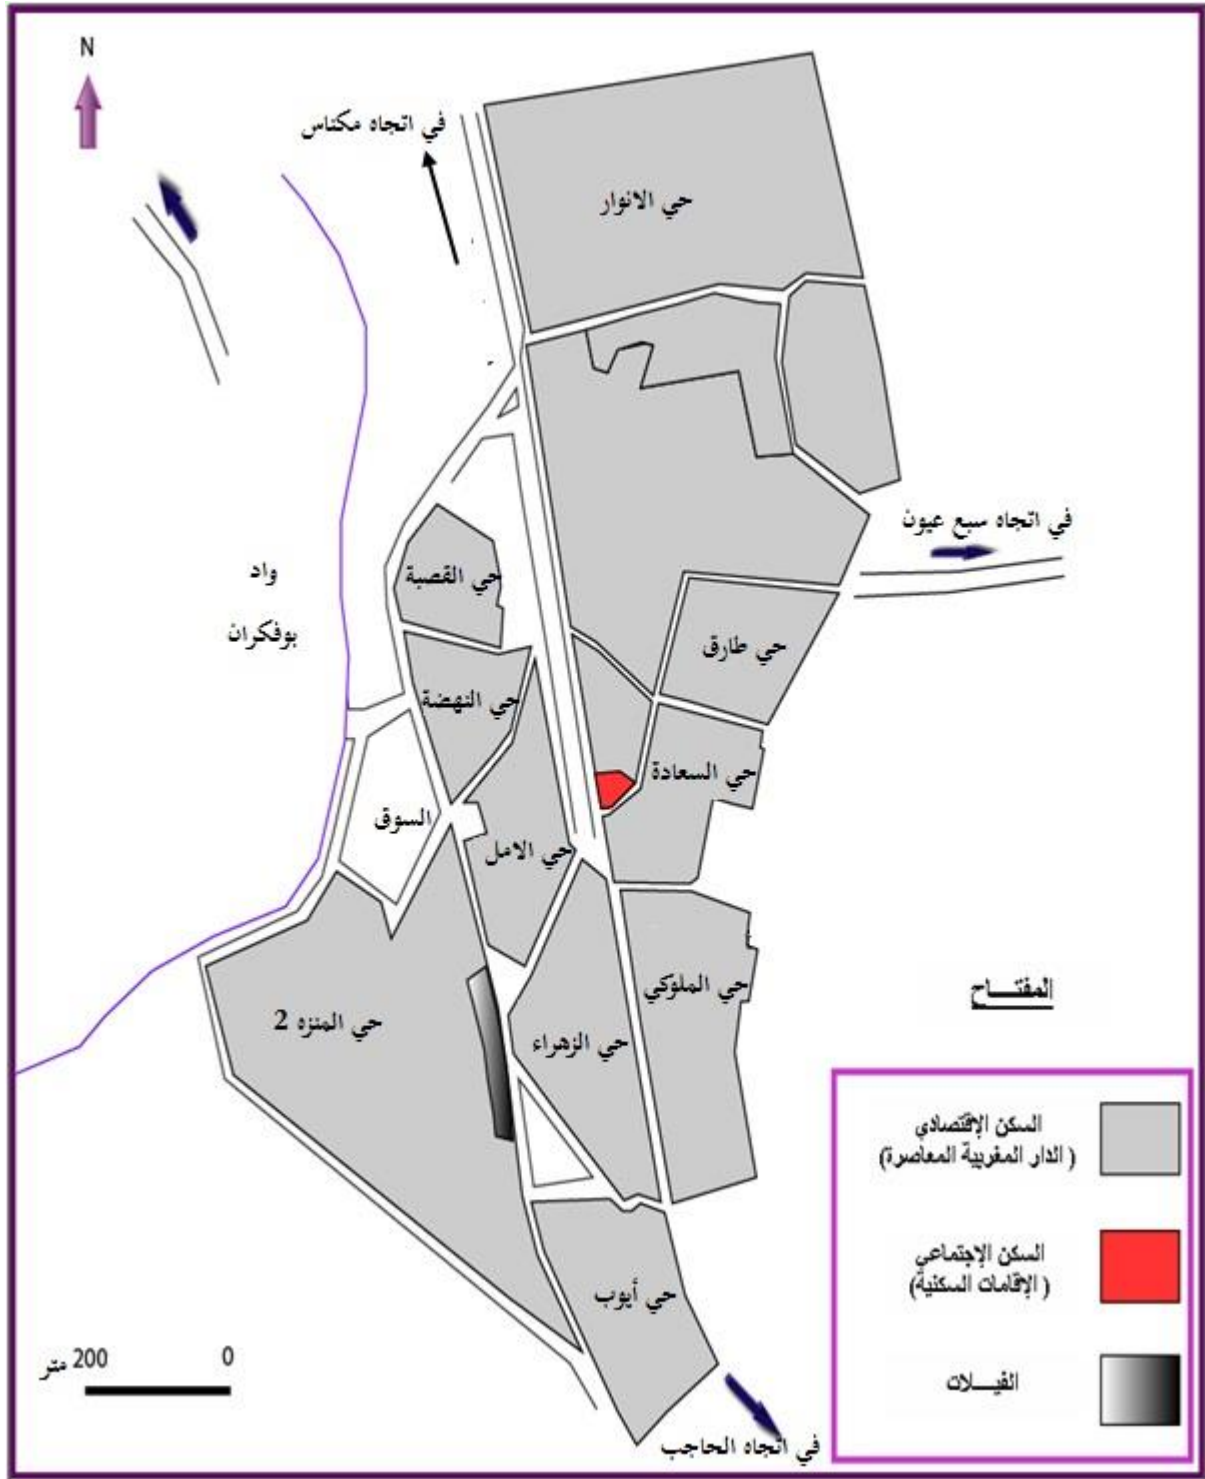 N
في اتجاه مكناس
حي الانوار
في اتجاه سبع عيون
حي القصبة
واد
بوفكران
حي طارق
حي النهضة
حي السعادة
السوق
حي الامل
حي الملوكي
المفتـــاح
حي المنزه 2
حي الزهراء
السكن الإقتصادي
( الدار المغربية المعاصرة)
السكن الإجتماعي
( الإقامات السكنية)
حي أيوب
الفيـــلات
200 متر
0
في اتجاه الحاجب